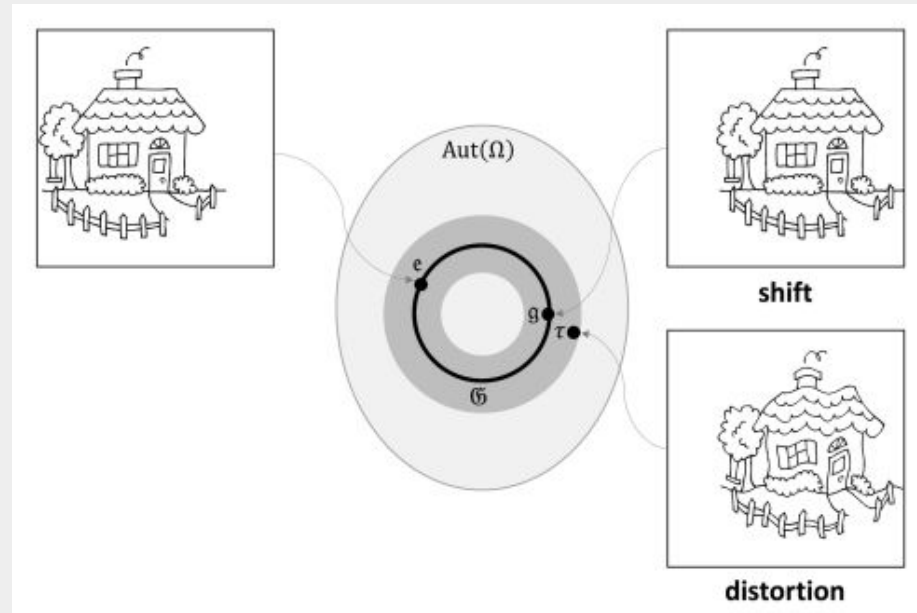 Aut(Ω)
𝔢
𝔤
τ
𝔊
shift
distortion